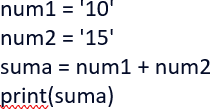 num1 = '10'
num2 = '15'
suma = num1 + num2
print(suma)